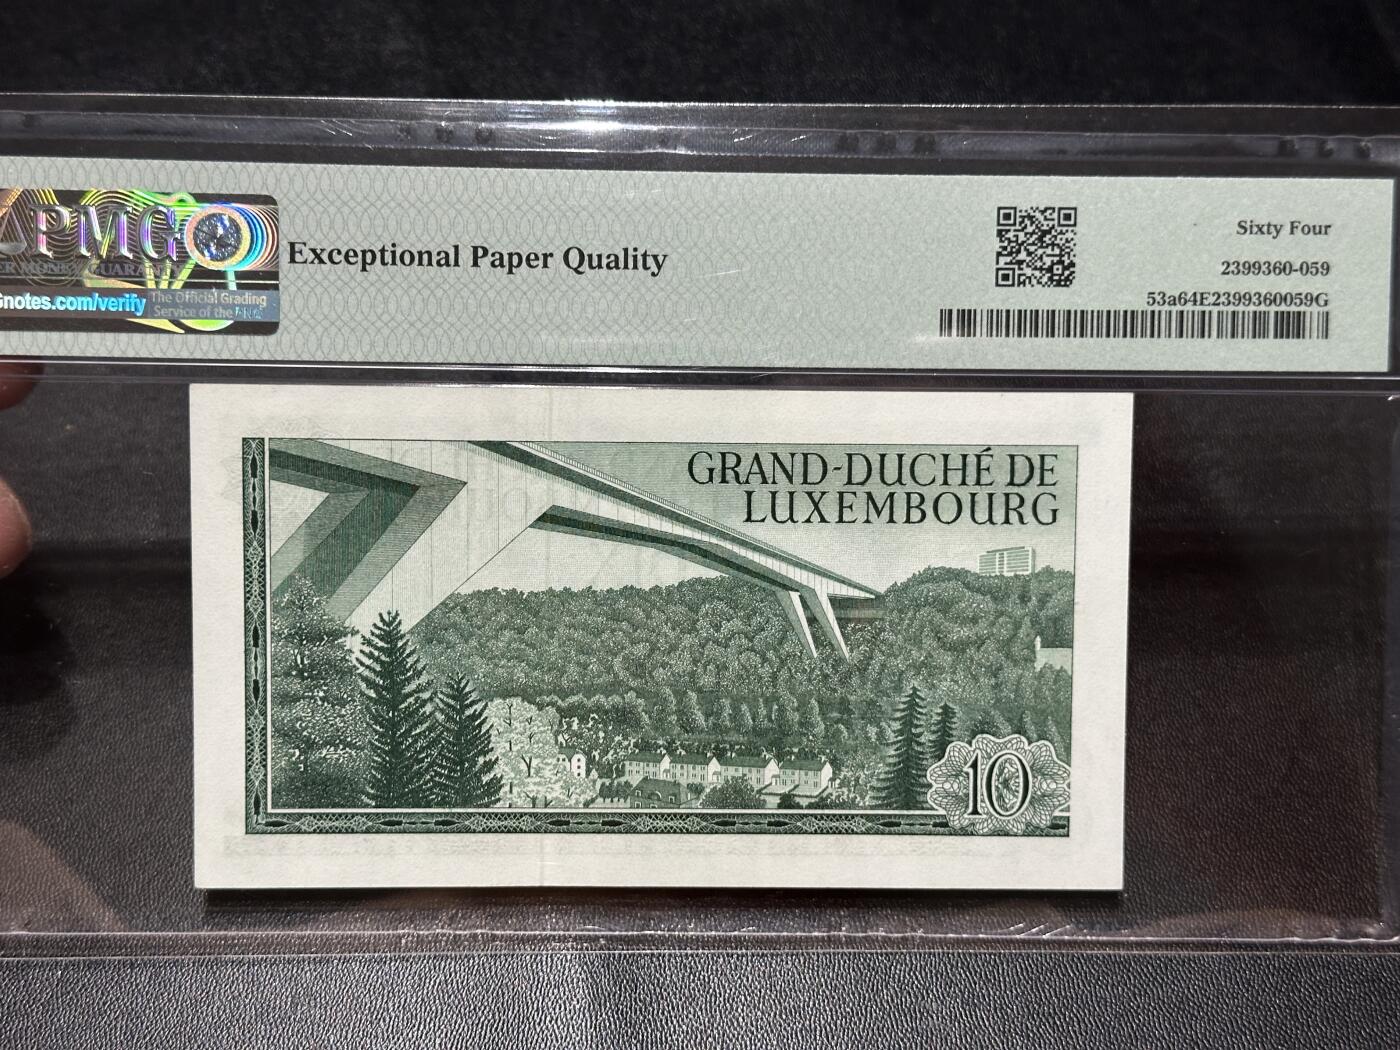 PMG
Exceptional Paper Quality
notes.com/verify
The Official Grading
Service of the
Sixty Four
2399360-059
53a64E2399360059G
GRAND-DUCHÉ DE
LUXEMBOURG
10